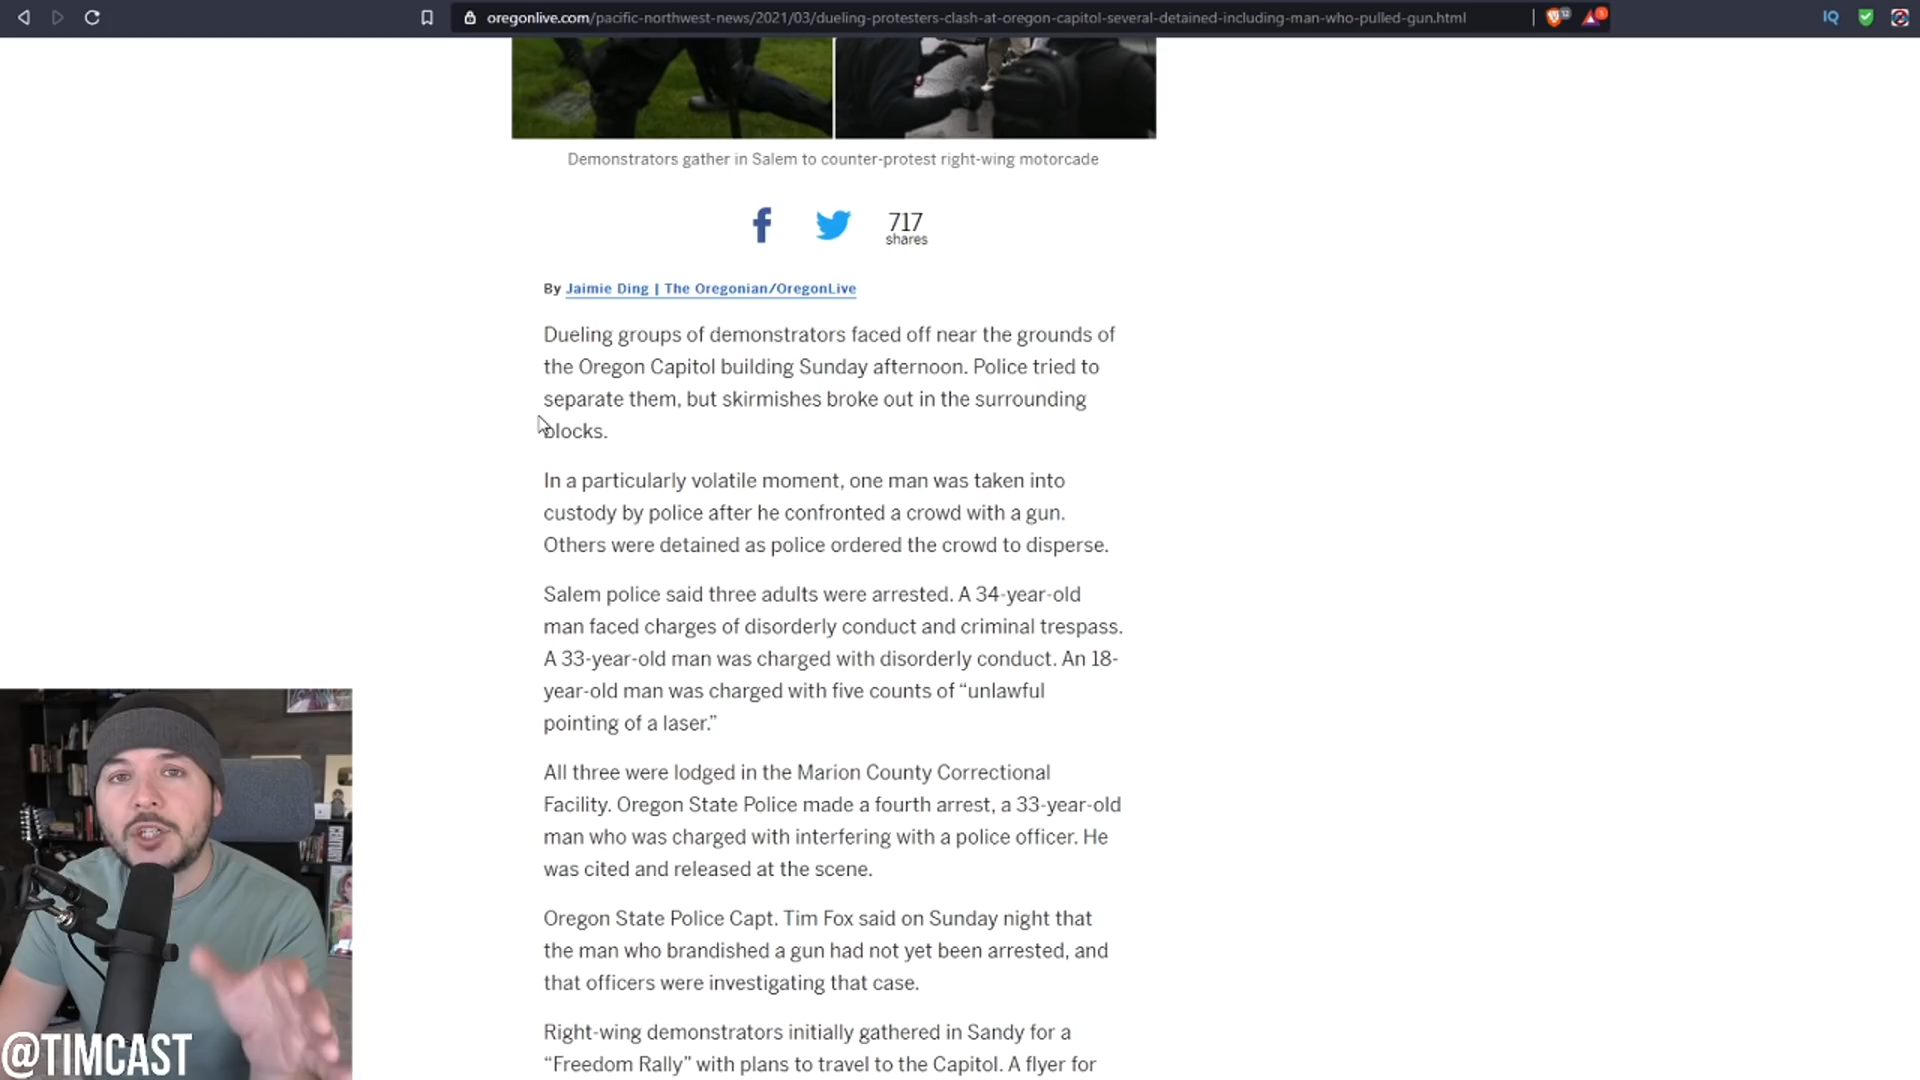 oregonlive.com/pacific-northwest-news/2021/03/dueling-protesters-clash-at-oregon-capitol-several-detained-including-man-who-pulled-gun.html
IQ
Demonstrators gather in Salem to counter-protest right-wing motorcade
717
shares
By Jaimie Ding | The Oregonian/OregonLive
Dueling groups of demonstrators faced off near the grounds of
the Oregon Capitol building Sunday afternoon. Police tried to
separate them, but skirmishes broke out in the surrounding
blocks.
In a particularly volatile moment, one man was taken into
custody by police after he confronted a crowd with a gun.
Others were detained as police ordered the crowd to disperse.
Salem police said three adults were arrested. A 34-year-old
man faced charges of disorderly conduct and criminal trespass.
A 33-year-old man was charged with disorderly conduct. An 18-
year-old man was charged with five counts of “unlawful
pointing of a laser.”
All three were lodged in the Marion County Correctional
Facility. Oregon State Police made a fourth arrest, a 33-year-old
man who was charged with interfering with a police officer. He
was cited and released at the scene.
Oregon State Police Capt. Tim Fox said on Sunday night that
the man who brandished a gun had not yet been arrested, and
that officers were investigating that case.
Right-wing demonstrators initially gathered in Sandy for a
“Freedom Rally” with plans to travel to the Capitol. A flyer for
@TIMCAST